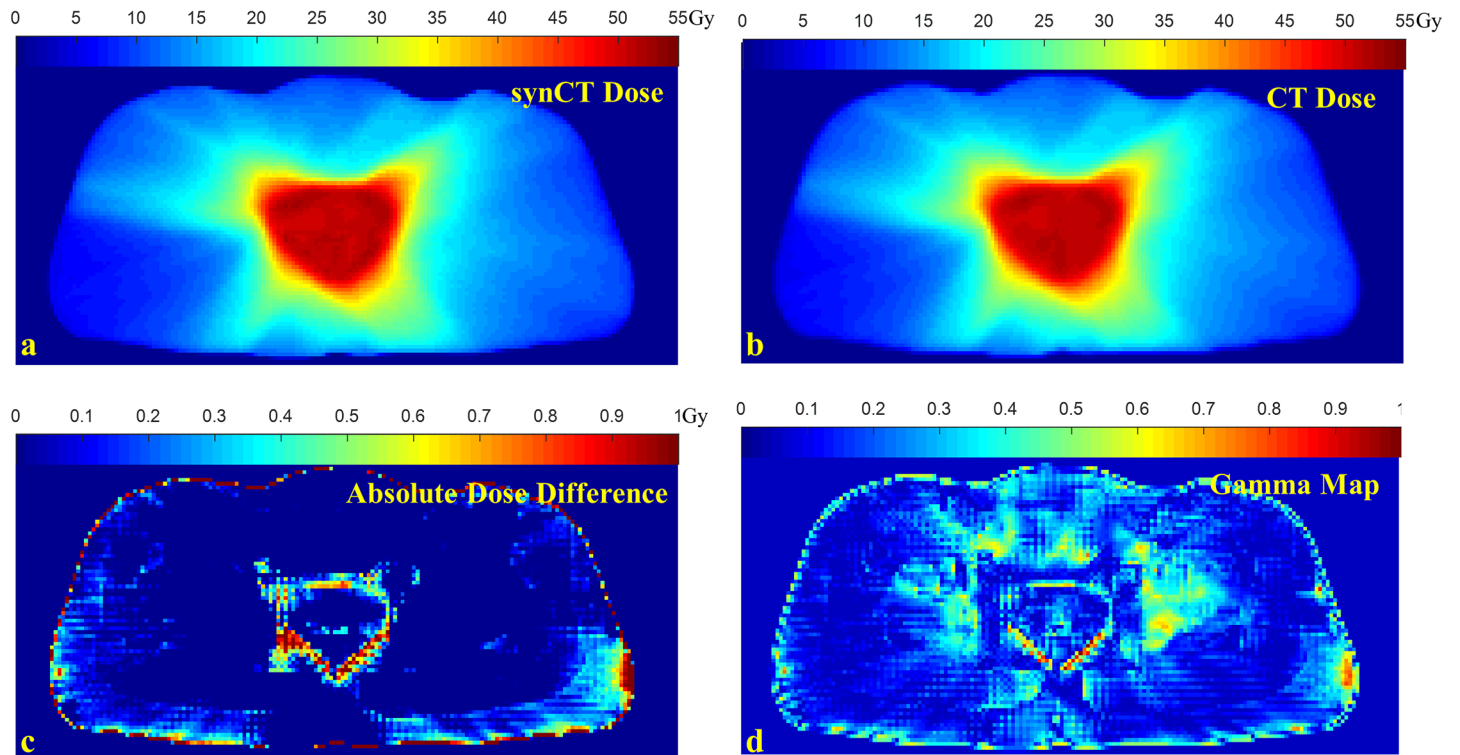 0 5 10 15 20 25 30 35 40 45 50 55Gy
synCT Dose
a
0 5 10 15 20 25 30 35 40 45 50 55Gy
CT Dose
b
0 0.1 0.2 0.3 0.4 0.5 0.6 0.7 0.8 0.9 1Gy
Absolute Dose Difference
c
0 0.1 0.2 0.3 0.4 0.5 0.6 0.7 0.8 0.9 1
Gamma Map
d